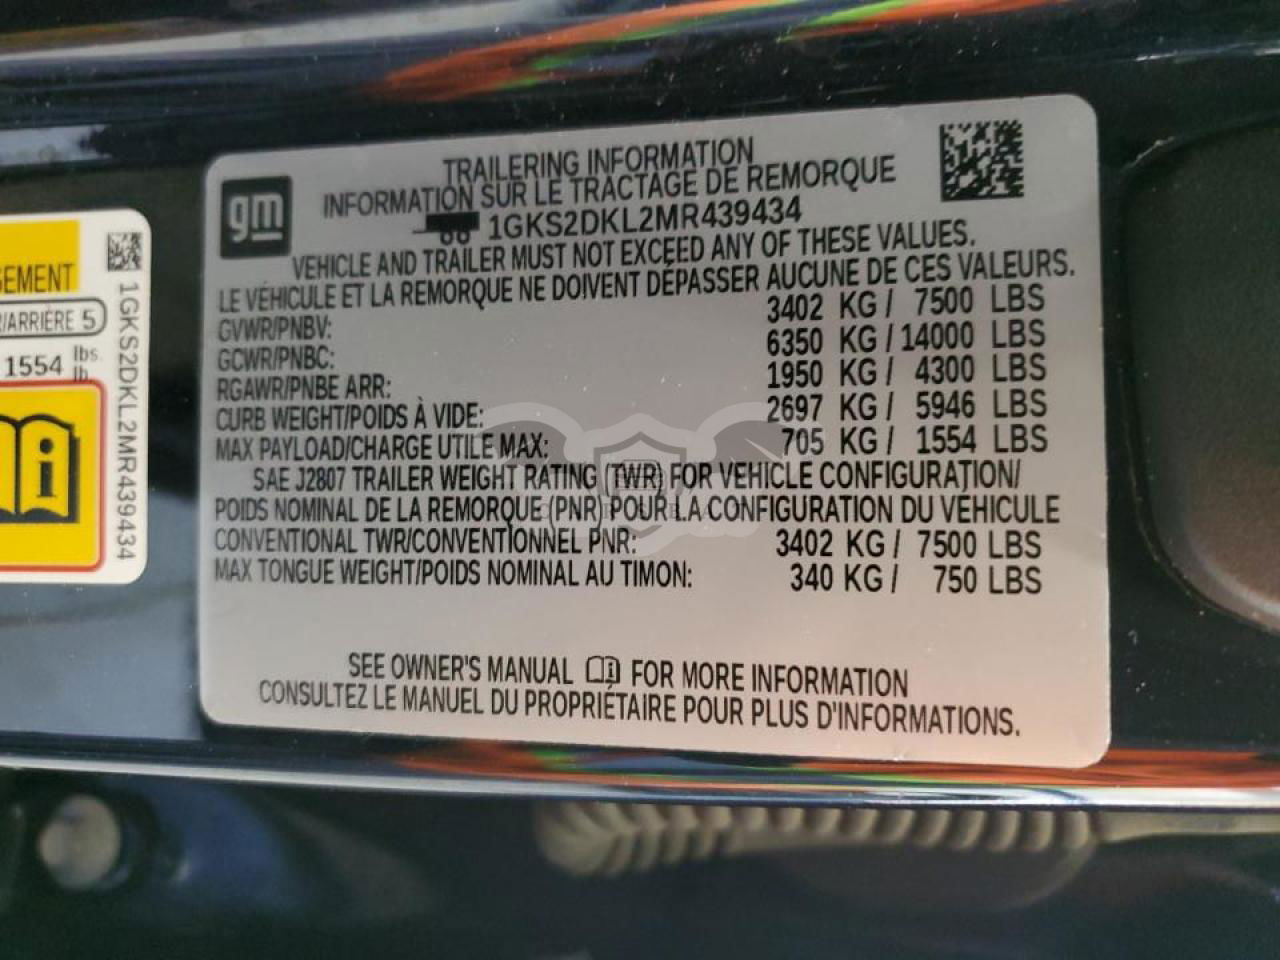 TRAILERING INFORMATION
INFORMATION SUR LE TRACTAGE DE REMORQUE
gm
1GKS2DKL2MR439434
VEHICLE AND TRAILER MUST NOT EXCEED ANY OF THESE VALUES.
LE VÉHICULE ET LA REMORQUE NE DOIVENT DÉPASSER AUCUNE DE CES VALEURS.
GVWR/PNBV: 3402 KG / 7500 LBS
GCWR/PNBC: 6350 KG / 14000 LBS
RGAWR/PNBE ARR: 1950 KG / 4300 LBS
CURB WEIGHT/POIDS À VIDE: 2697 KG / 5946 LBS
MAX PAYLOAD/CHARGE UTILE MAX: 705 KG / 1554 LBS
SAE J2807 TRAILER WEIGHT RATING (TWR) FOR VEHICLE CONFIGURATION/
POIDS NOMINAL DE LA REMORQUE (PNR) POUR LA CONFIGURATION DU VÉHICULE
CONVENTIONAL TWR/CONVENTIONNEL PNR: 3402 KG / 7500 LBS
MAX TONGUE WEIGHT/POIDS NOMINAL AU TIMON: 340 KG / 750 LBS
SEE OWNER'S MANUAL FOR MORE INFORMATION
CONSULTEZ LE MANUEL DU PROPRIÉTAIRE POUR PLUS D'INFORMATIONS.
GEMENT
R/ARRIÈRE 5
1554 lbs.
lb
1GKS2DKL2MR439434